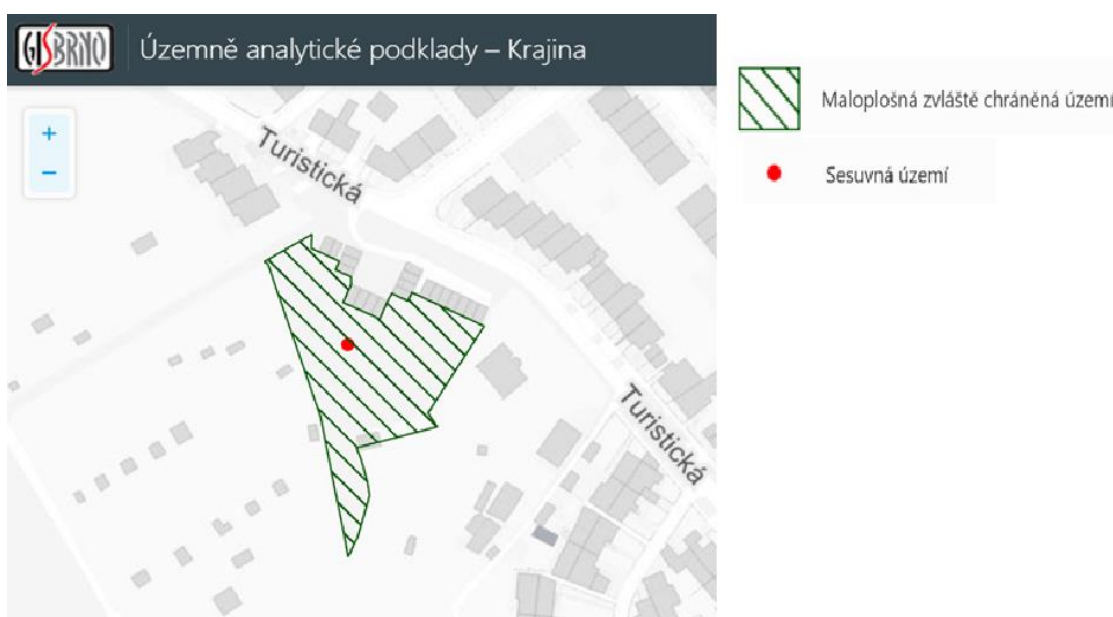 GISBRNO
Územně analytické podklady – Krajina
+
−
Turistická
Turistická
Maloplošná zvláště chráněná území
Sesuvná území